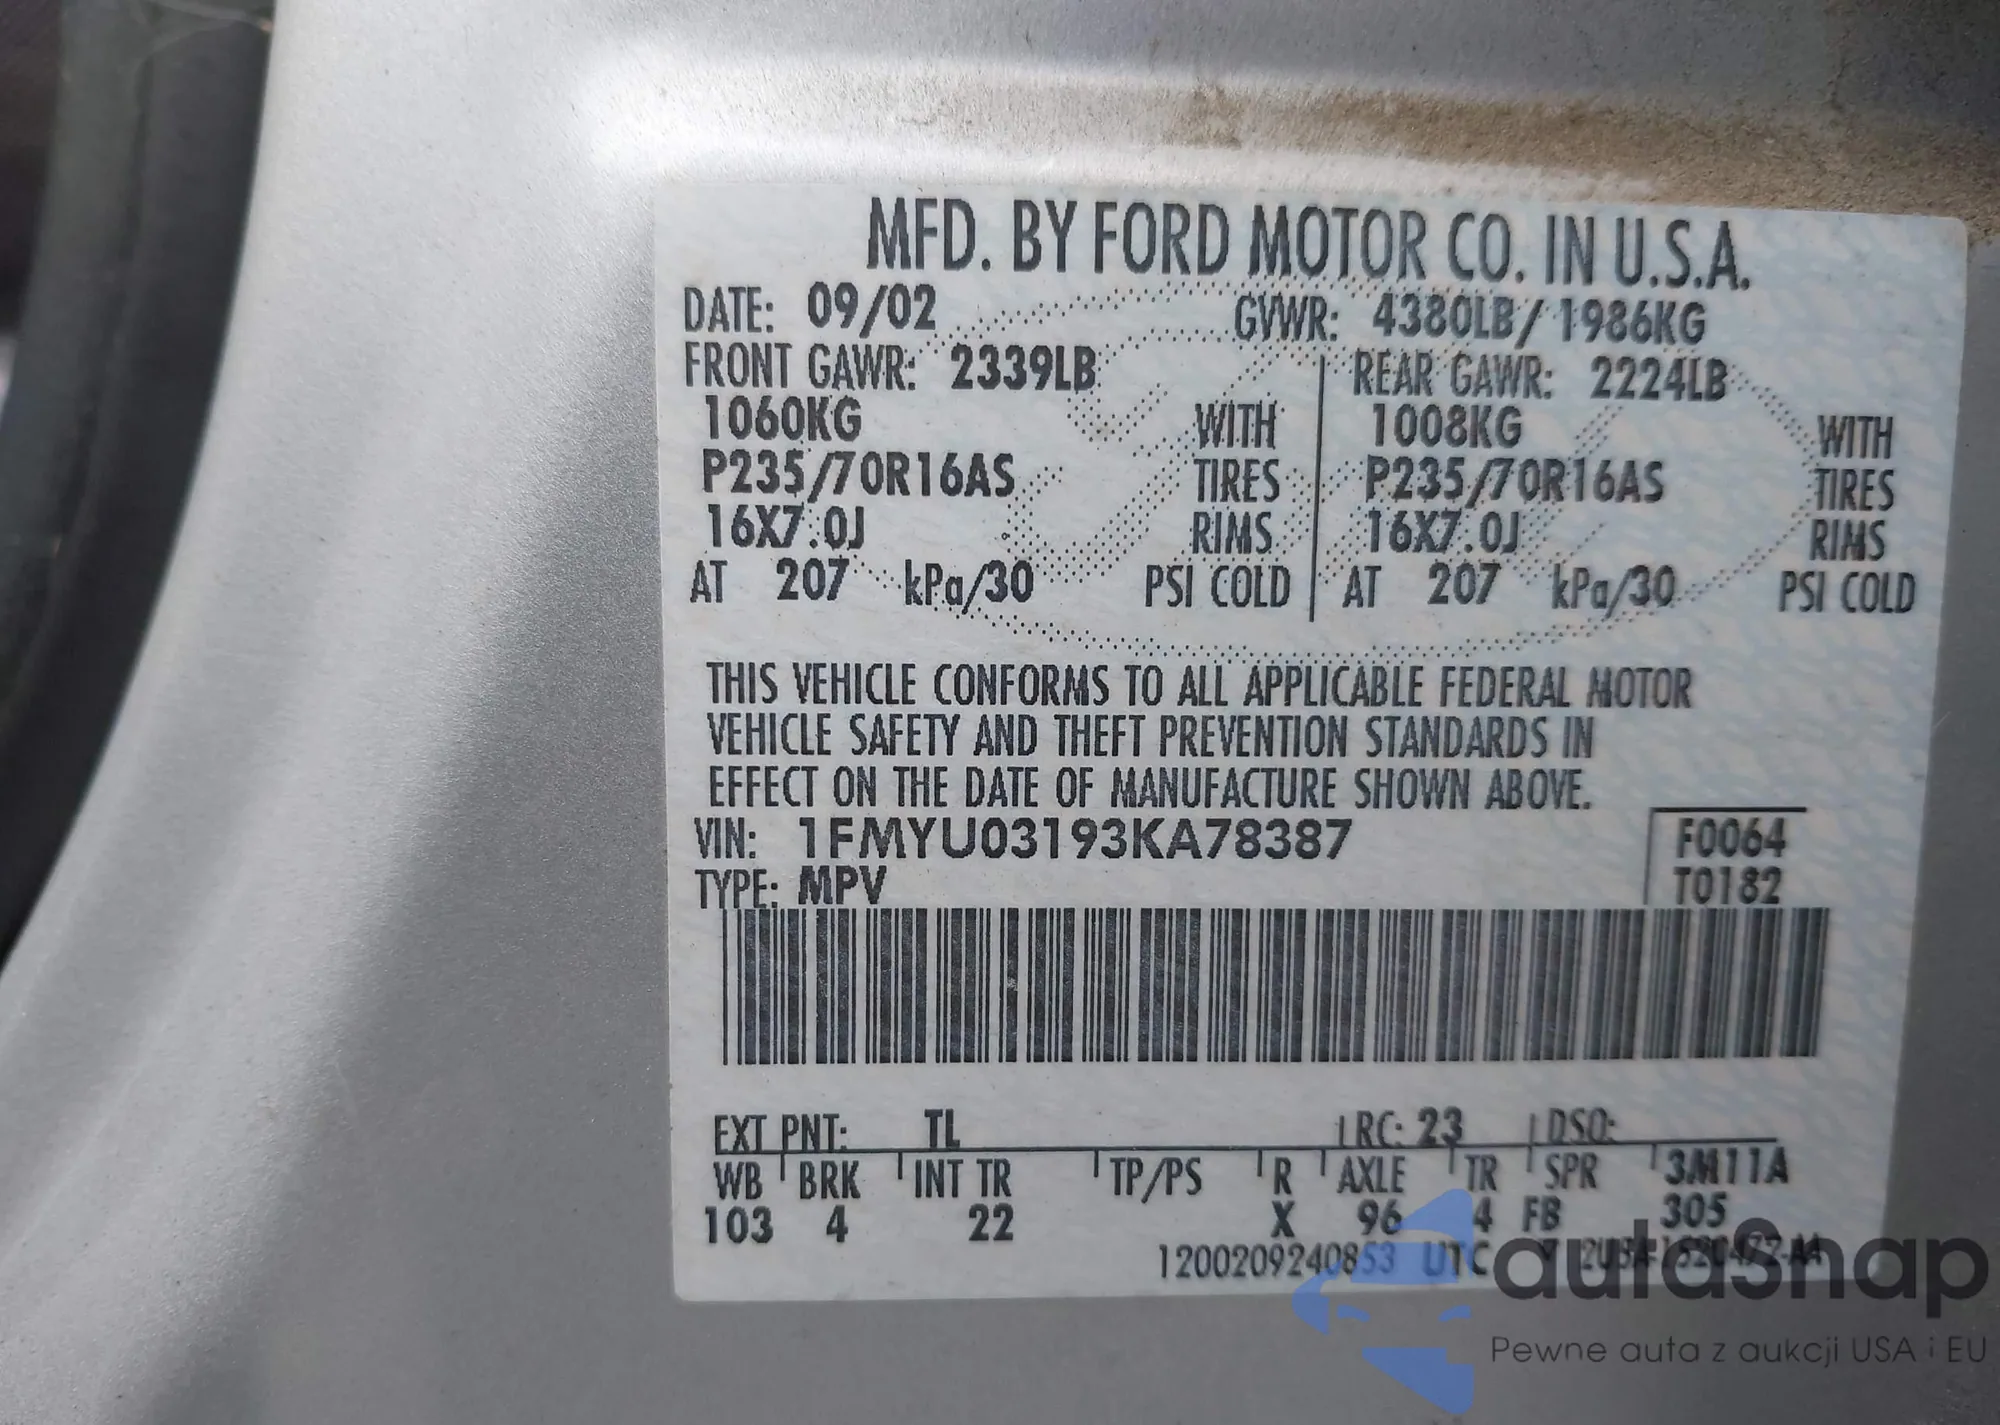 MFD. BY FORD MOTOR CO. IN U.S.A.
DATE: 09/02 GVWR: 4380LB/ 1986KG
FRONT GAWR: 2339LB REAR GAWR: 2224LB
1060KG WITH 1008KG WITH
P235/70R16AS TIRES P235/70R16AS TIRES
16X7.0J RIMS 16X7.0J RIMS
AT 207 kPa/30 PSI COLD AT 207 kPa/30 PSI COLD
THIS VEHICLE CONFORMS TO ALL APPLICABLE FEDERAL MOTOR
VEHICLE SAFETY AND THEFT PREVENTION STANDARDS IN
EFFECT ON THE DATE OF MANUFACTURE SHOWN ABOVE.
VIN: 1FMYU03193KA78387 F0064
TYPE: MPV T0182
EXT PNT: TL RC: 23 DSO:
WB BRK INT TR TP/PS R AXLE TR SPR 3M11A
103 4 22 X 96 4 FB 305
1200209240853 UTC
autaSnap
Pewne auta z aukcji USA i EU